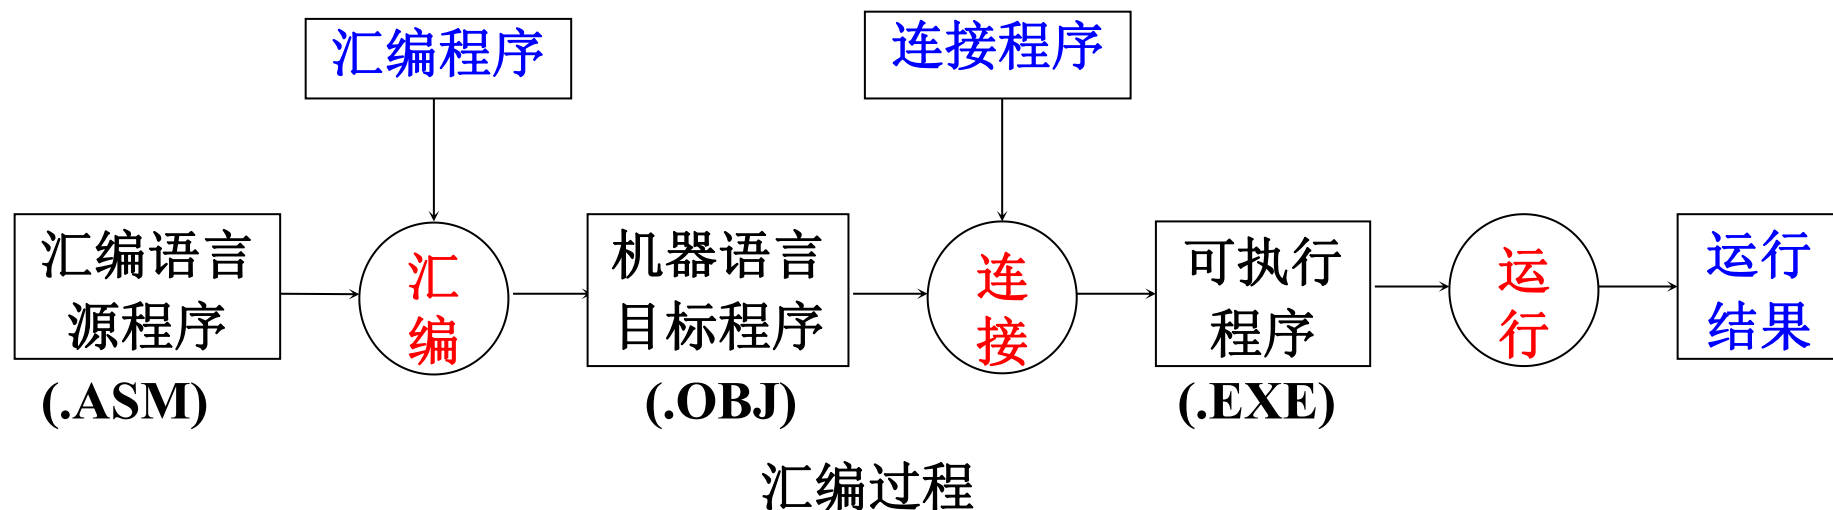 汇编程序
连接程序
汇编语言
源程序
(.ASM)
汇
编
机器语言
目标程序
(.OBJ)
连
接
可执行
程序
(.EXE)
运
行
运行
结果
汇编过程